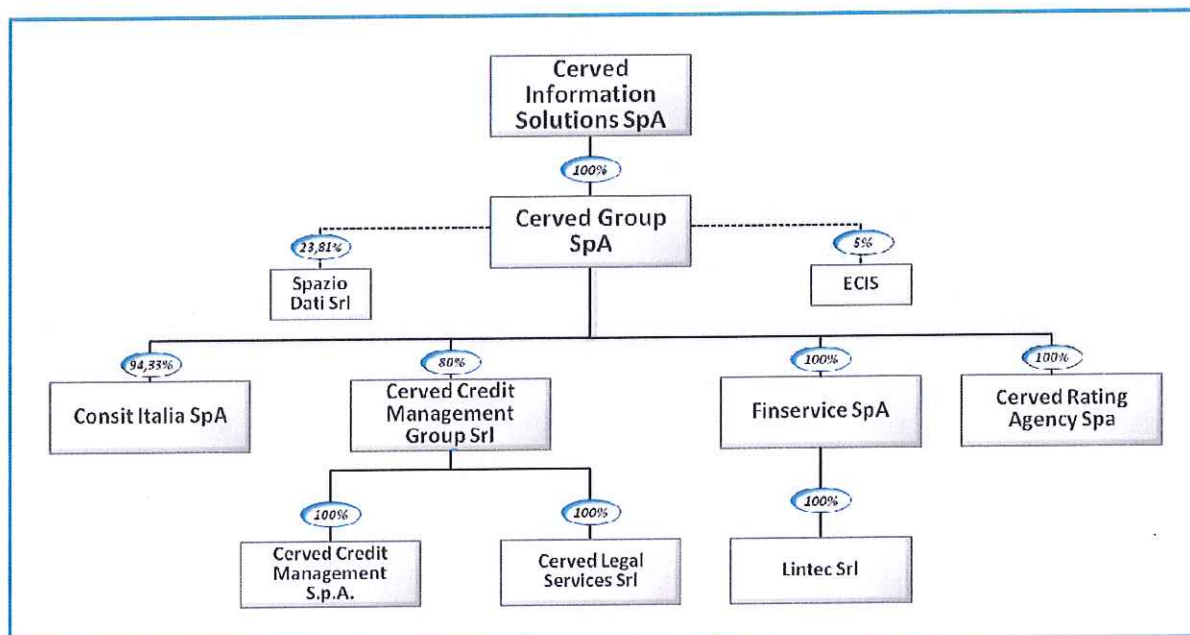 Cerved
Information
Solutions SpA
100%
Cerved Group
SpA
23,81%
5%
Spazio
Dati Srl
ECIS
94,33%
80%
100%
100%
Consit Italia SpA
Cerved Credit
Management
Group Srl
Finservice SpA
Cerved Rating
Agency Spa
100%
100%
100%
Cerved Credit
Management
S.p.A.
Cerved Legal
Services Srl
Lintec Srl